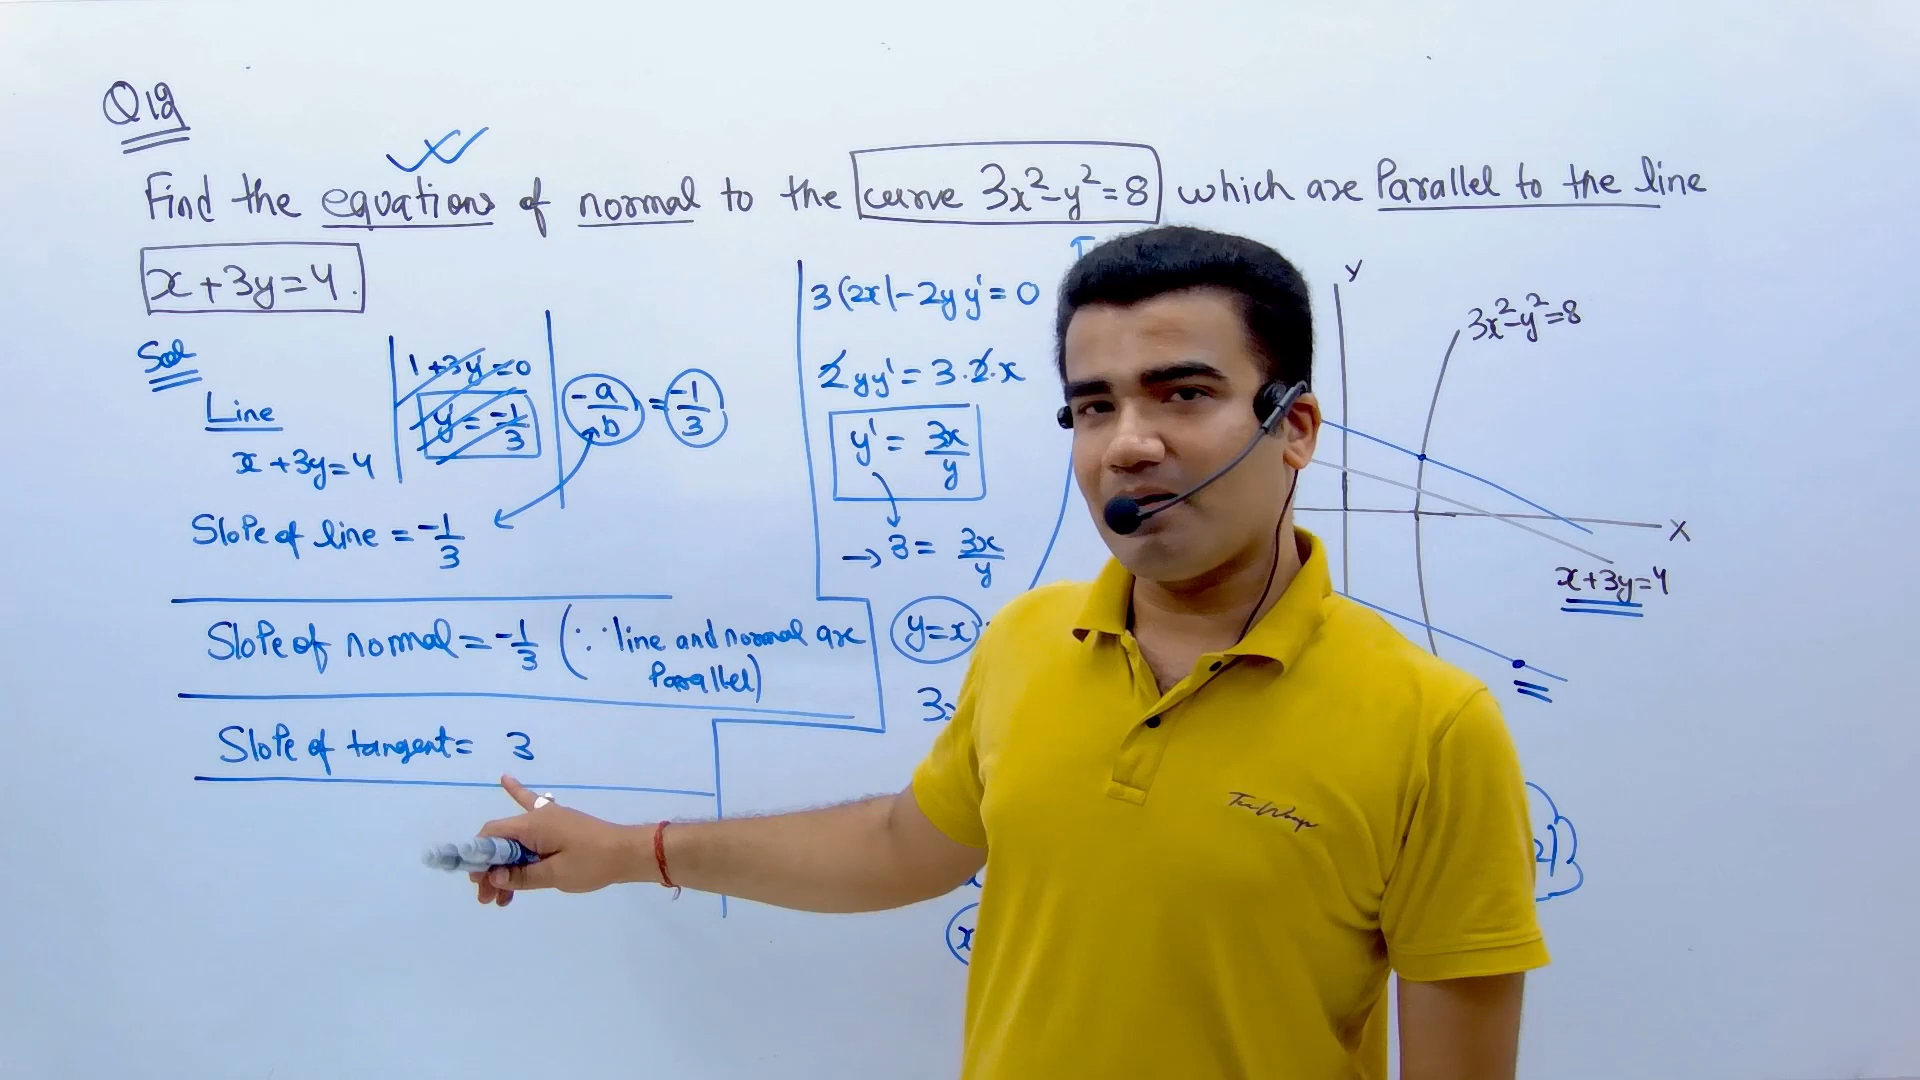 Q12
Find the equations of normal to the curve 3x²-y²=8 which are Parallel to the line
x+3y=4.
Sol
Line
x+3y=4
1+3y'=0
y'=-1/3
-a/b = -1/3
Slope of line = -1/3
Slope of normal = -1/3 (∵ line and normal are
Parallel)
Slope of tangent = 3
3(2x)-2yy'=0
2yy'=3.2.x
y'=3x/y
→ 3 = 3x/y
y=x
3x
x
2)
Y
3x²-y²=8
X
x+3y=4